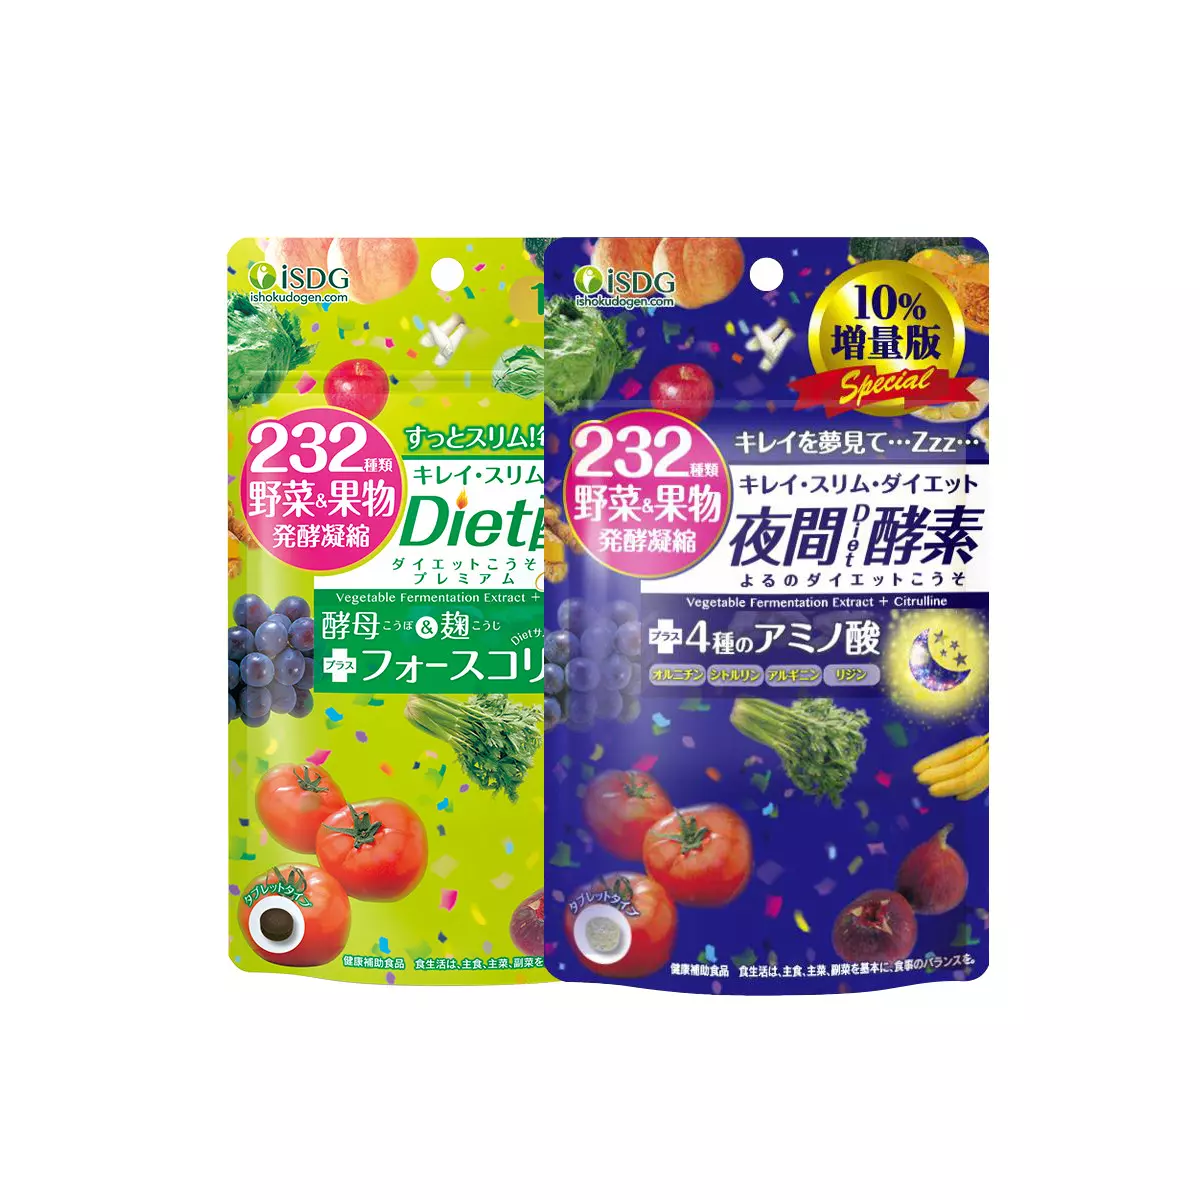 iSDG
ishokudogen.com
232種類
野菜&果物
発酵凝縮
すっとスリム!
キレイ・スリム
Diet
ダイエットこうそ
プレミアム
Vegetable Fermentation Extract +
酵母こうぼ&麹こうじ
Dietサ
プラス
フォースコリ
タブレットタイプ
健康補助食品 食生活は、主食、主菜、副菜を
iSDG
ishokudogen.com
10%
増量版
Special
232種類
野菜&果物
発酵凝縮
キレイを夢見て…Zzz…
キレイ・スリム・ダイエット
夜間Diet酵素
よるのダイエットこうそ
Vegetable Fermentation Extract + Citrulline
プラス
4種のアミノ酸
オルニチン シトルリン アルギニン リジン
タブレットタイプ
健康補助食品 食生活は、主食、主菜、副菜を基本に、食事のバランスを。